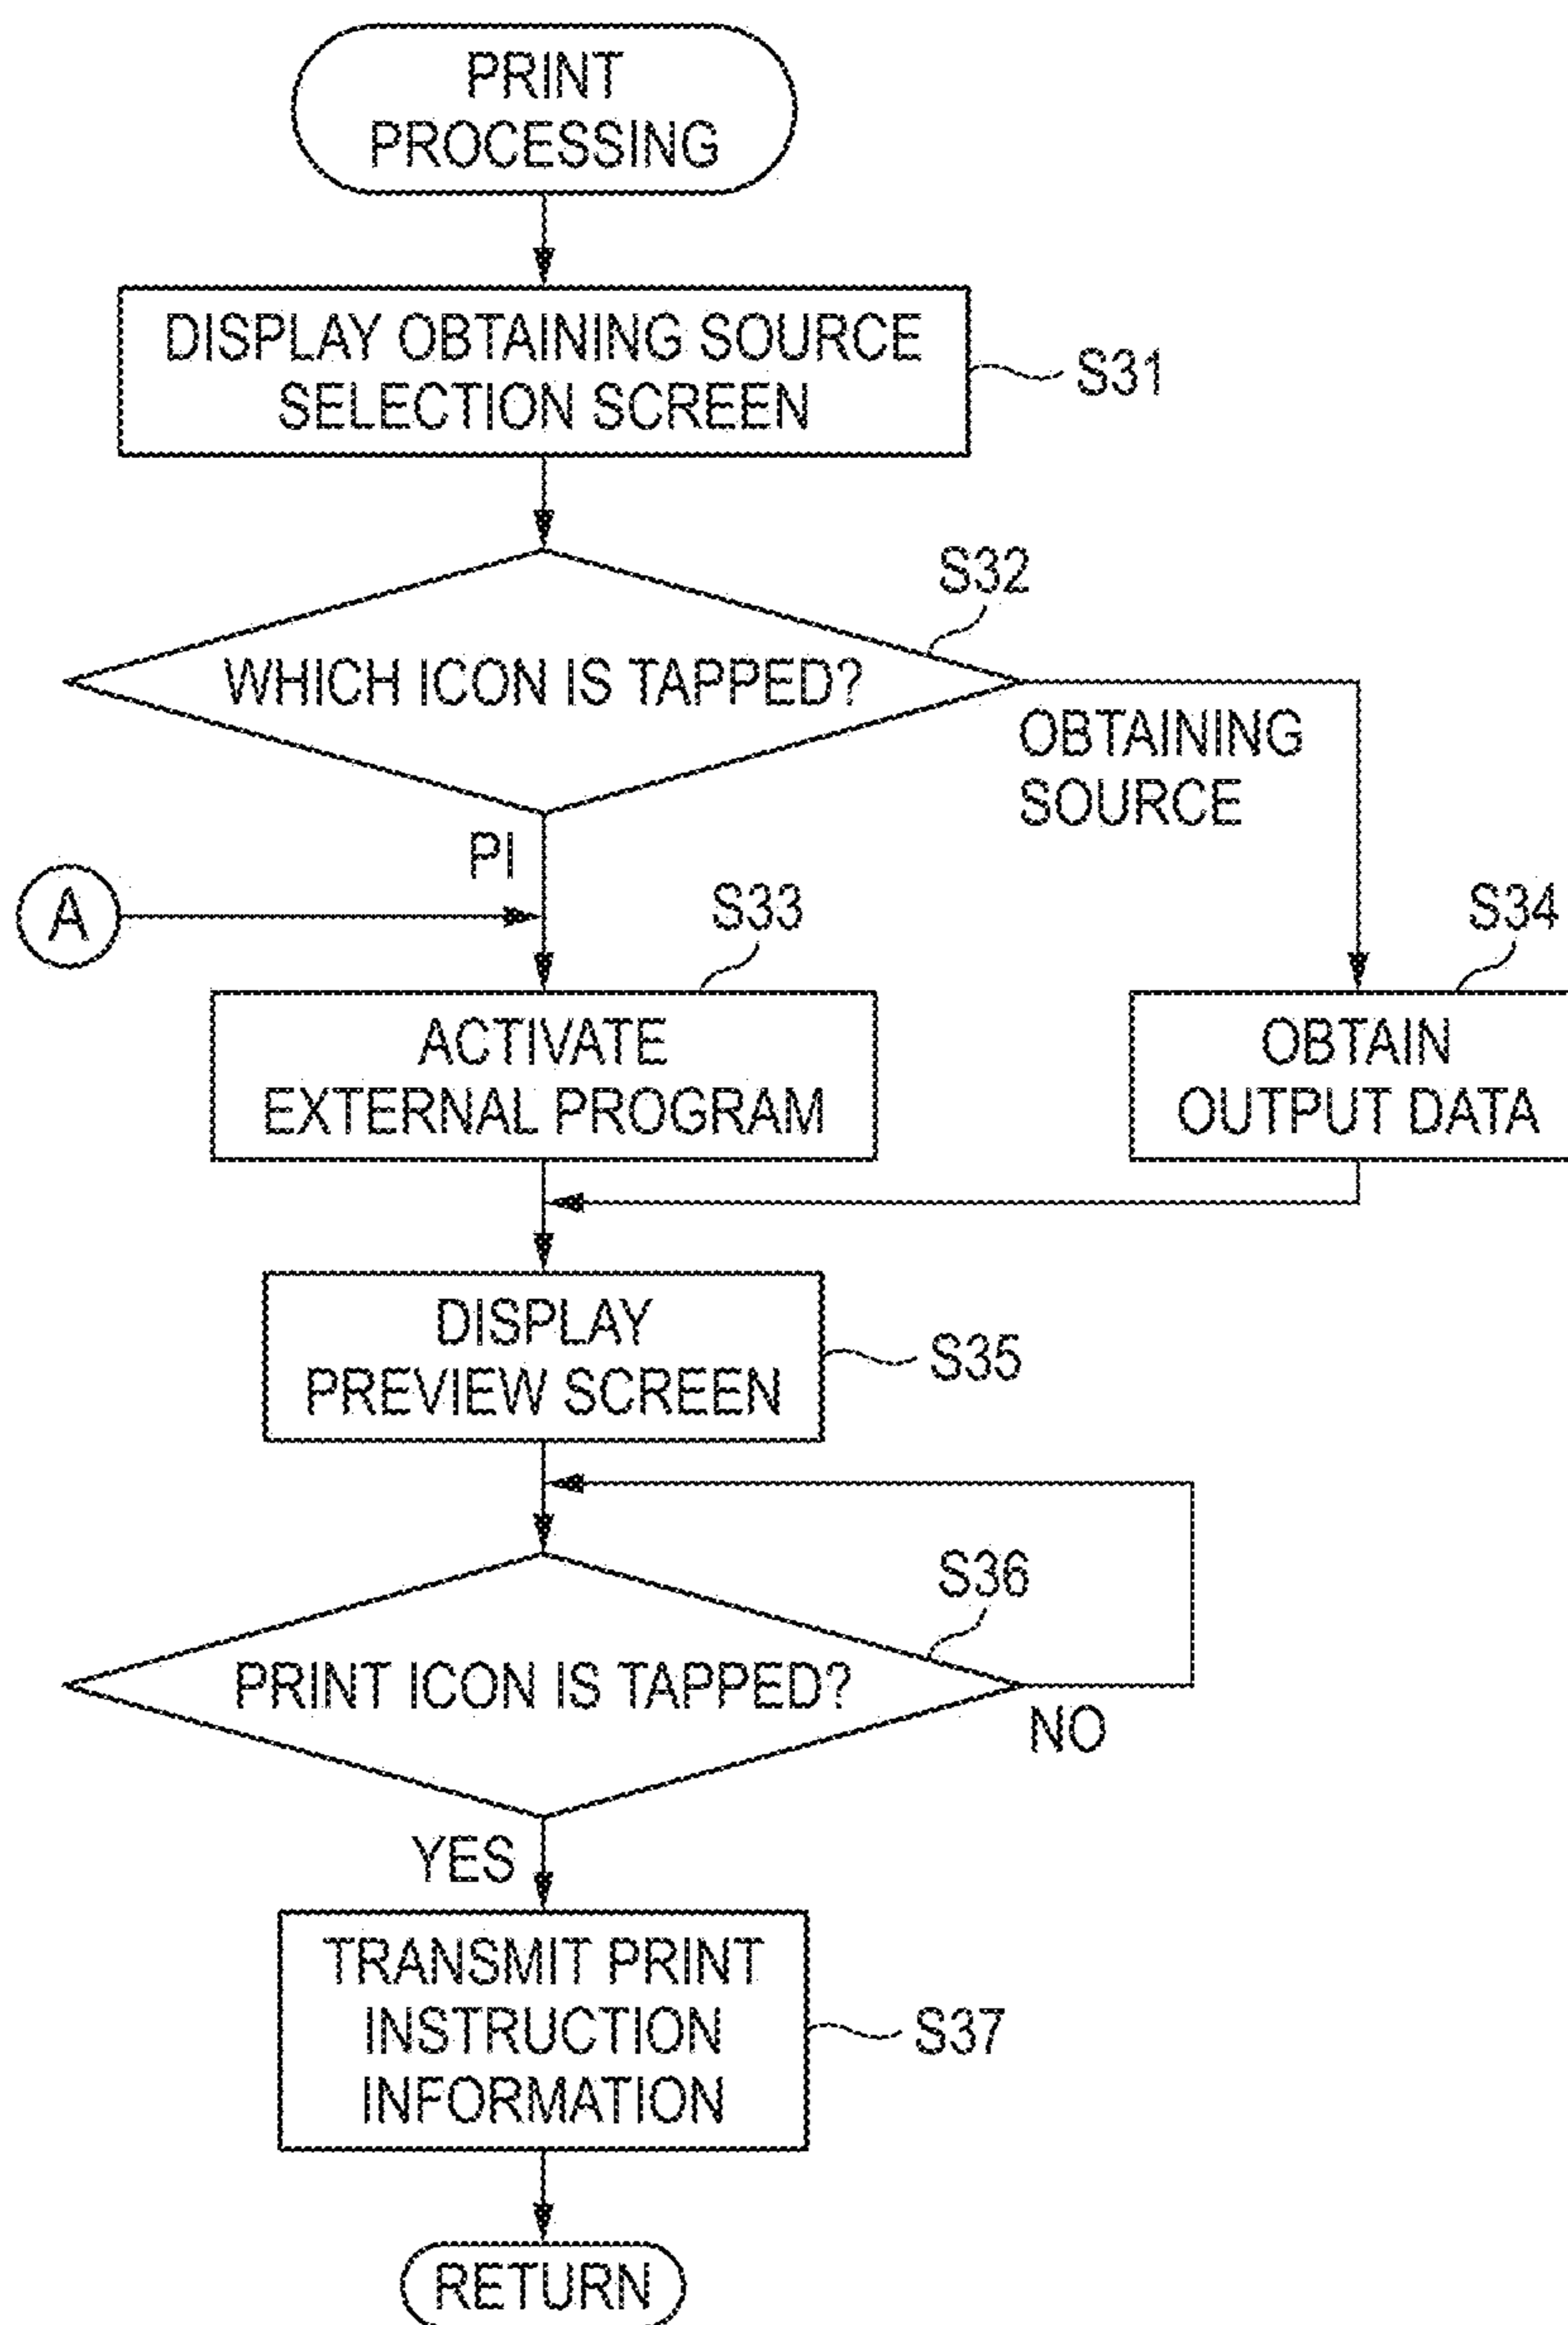 PRINT
PROCESSING
DISPLAY OBTAINING SOURCE
SELECTION SCREEN
S31
S32
WHICH ICON IS TAPPED?
OBTAINING
SOURCE
PI
A
S33
S34
ACTIVATE
EXTERNAL PROGRAM
OBTAIN
OUTPUT DATA
DISPLAY
PREVIEW SCREEN
S35
S36
PRINT ICON IS TAPPED?
NO
YES
TRANSMIT PRINT
INSTRUCTION
INFORMATION
S37
RETURN